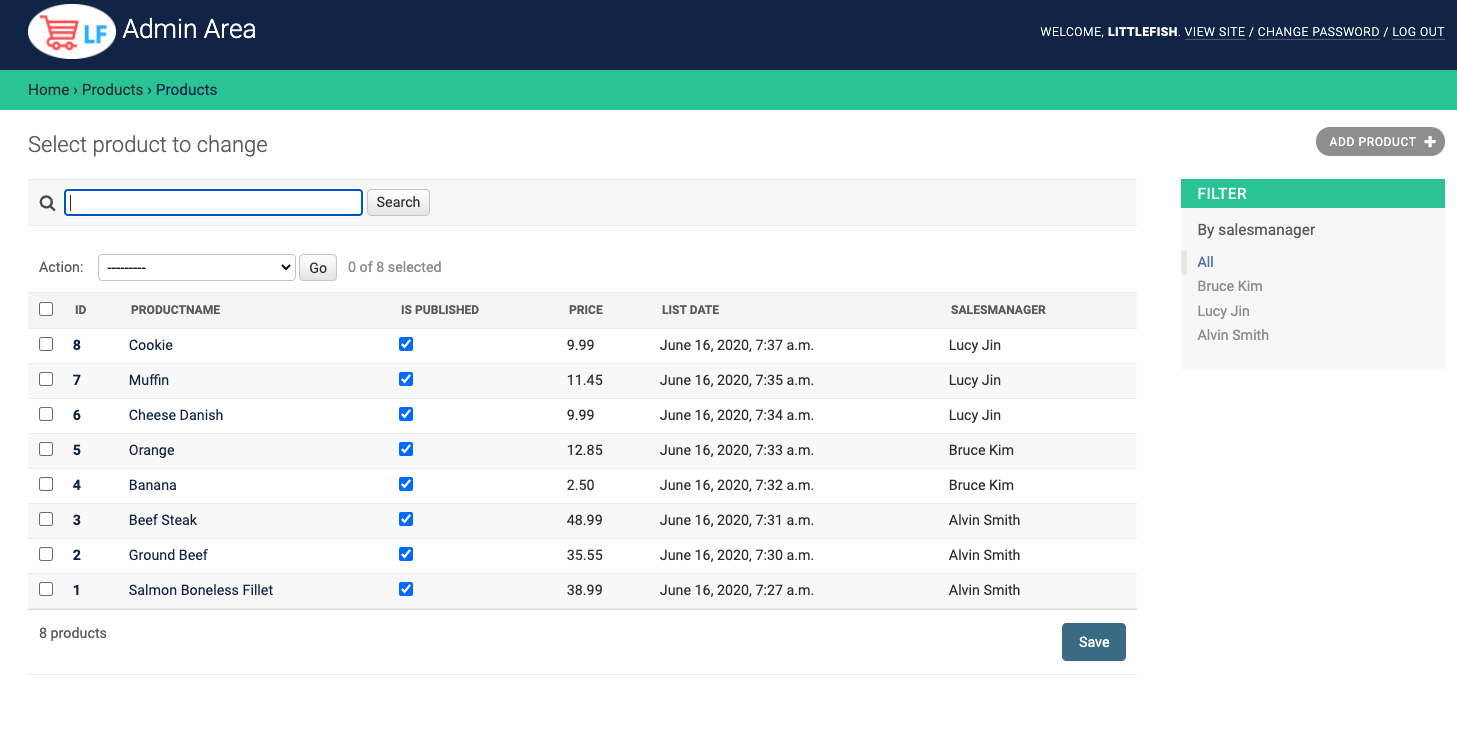 LF Admin Area
WELCOME, LITTLEFISH. VIEW SITE / CHANGE PASSWORD / LOG OUT
Home › Products › Products
Select product to change
ADD PRODUCT
Search
Action: --------- Go 0 of 8 selected
ID PRODUCTNAME IS PUBLISHED PRICE LIST DATE SALESMANAGER
8 Cookie 9.99 June 16, 2020, 7:37 a.m. Lucy Jin
7 Muffin 11.45 June 16, 2020, 7:35 a.m. Lucy Jin
6 Cheese Danish 9.99 June 16, 2020, 7:34 a.m. Lucy Jin
5 Orange 12.85 June 16, 2020, 7:33 a.m. Bruce Kim
4 Banana 2.50 June 16, 2020, 7:32 a.m. Bruce Kim
3 Beef Steak 48.99 June 16, 2020, 7:31 a.m. Alvin Smith
2 Ground Beef 35.55 June 16, 2020, 7:30 a.m. Alvin Smith
1 Salmon Boneless Fillet 38.99 June 16, 2020, 7:27 a.m. Alvin Smith
8 products
Save
FILTER
By salesmanager
All
Bruce Kim
Lucy Jin
Alvin Smith